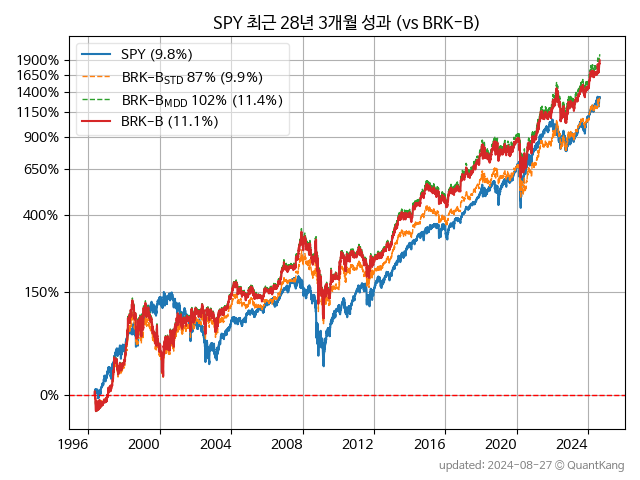 SPY 최근 28년 3개월 성과 (vs BRK-B)
SPY (9.8%)
BRK-B_STD 87% (9.9%)
BRK-B_MDD 102% (11.4%)
BRK-B (11.1%)
1900%
1650%
1400%
1150%
900%
650%
400%
150%
0%
1996 2000 2004 2008 2012 2016 2020 2024
updated: 2024-08-27 © QuantKang